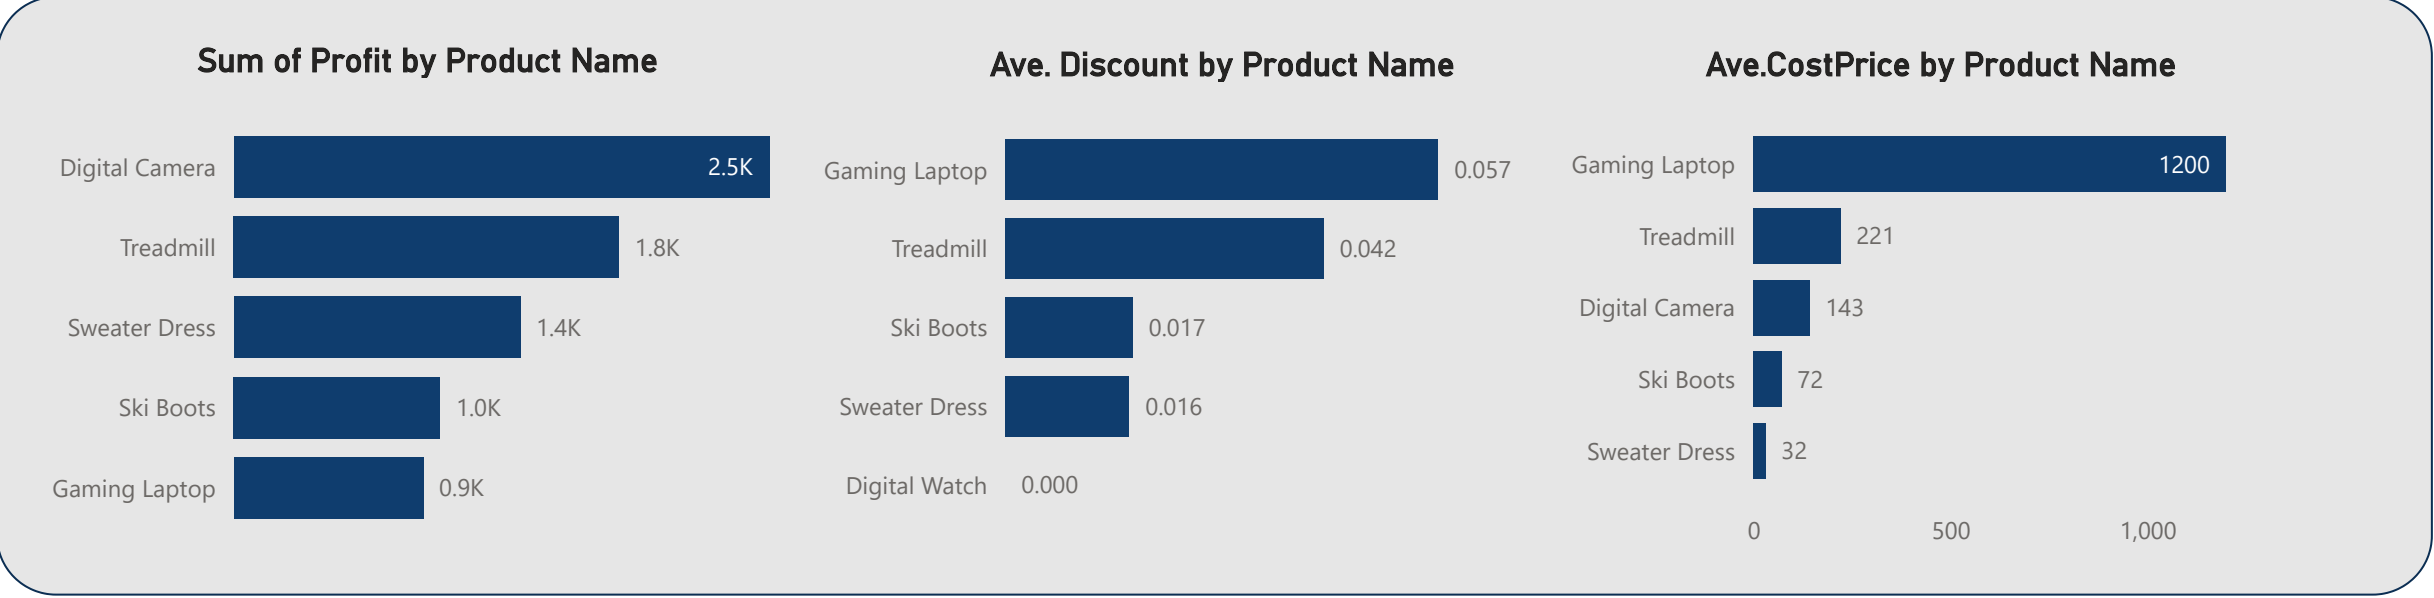 Sum of Profit by Product Name
Digital Camera 2.5K
Treadmill 1.8K
Sweater Dress 1.4K
Ski Boots 1.0K
Gaming Laptop 0.9K
Ave. Discount by Product Name
Gaming Laptop 0.057
Treadmill 0.042
Ski Boots 0.017
Sweater Dress 0.016
Digital Watch 0.000
Ave.CostPrice by Product Name
Gaming Laptop 1200
Treadmill 221
Digital Camera 143
Ski Boots 72
Sweater Dress 32
0 500 1,000